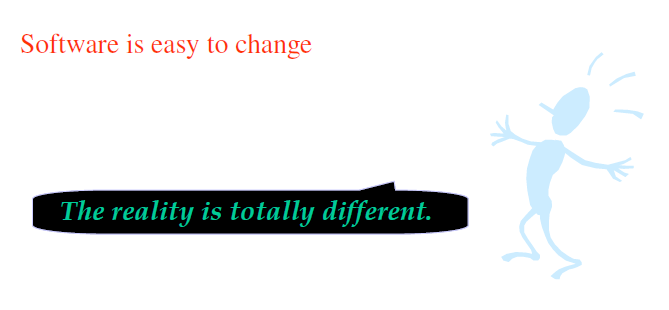 Software is easy to change
The reality is totally different.